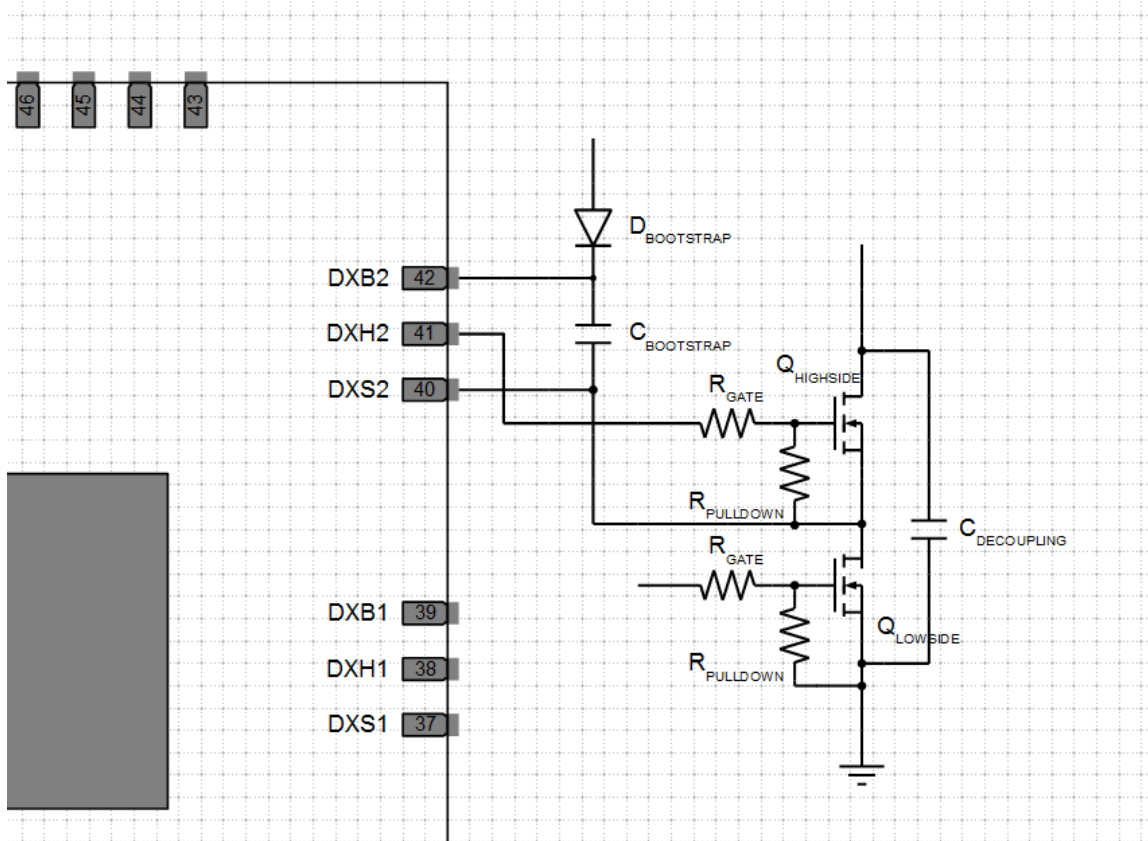 46 45 44 43
D BOOTSTRAP
DXB2 42
DXH2 41
C BOOTSTRAP
Q HIGHSIDE
DXS2 40
R GATE
R PULLDOWN
C DECOUPLING
R GATE
DXB1 39
Q LOWSIDE
DXH1 38
R PULLDOWN
DXS1 37